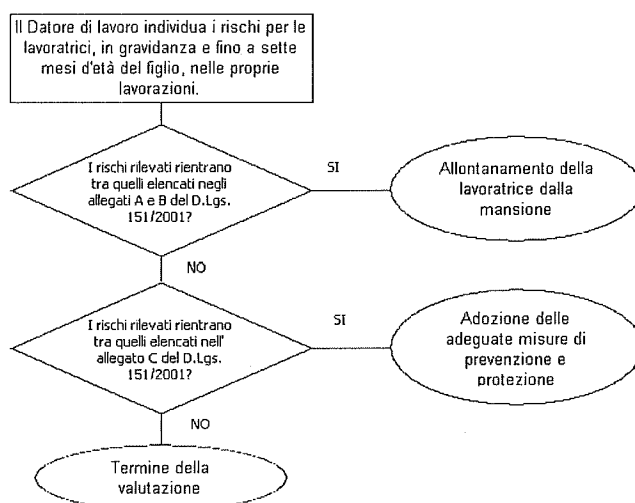 Il Datore di lavoro individua i rischi per le
lavoratrici, in gravidanza e fino a sette
mesi d'età del figlio, nelle proprie
lavorazioni.
I rischi rilevati rientrano
tra quelli elencati negli
allegati A e B del D.Lgs.
151/2001?
SI
Allontanamento della
lavoratrice dalla
mansione
NO
I rischi rilevati rientrano
tra quelli elencati nell'
allegato C del D.Lgs.
151/2001?
SI
Adozione delle
adeguate misure di
prevenzione e
protezione
NO
Termine della
valutazione